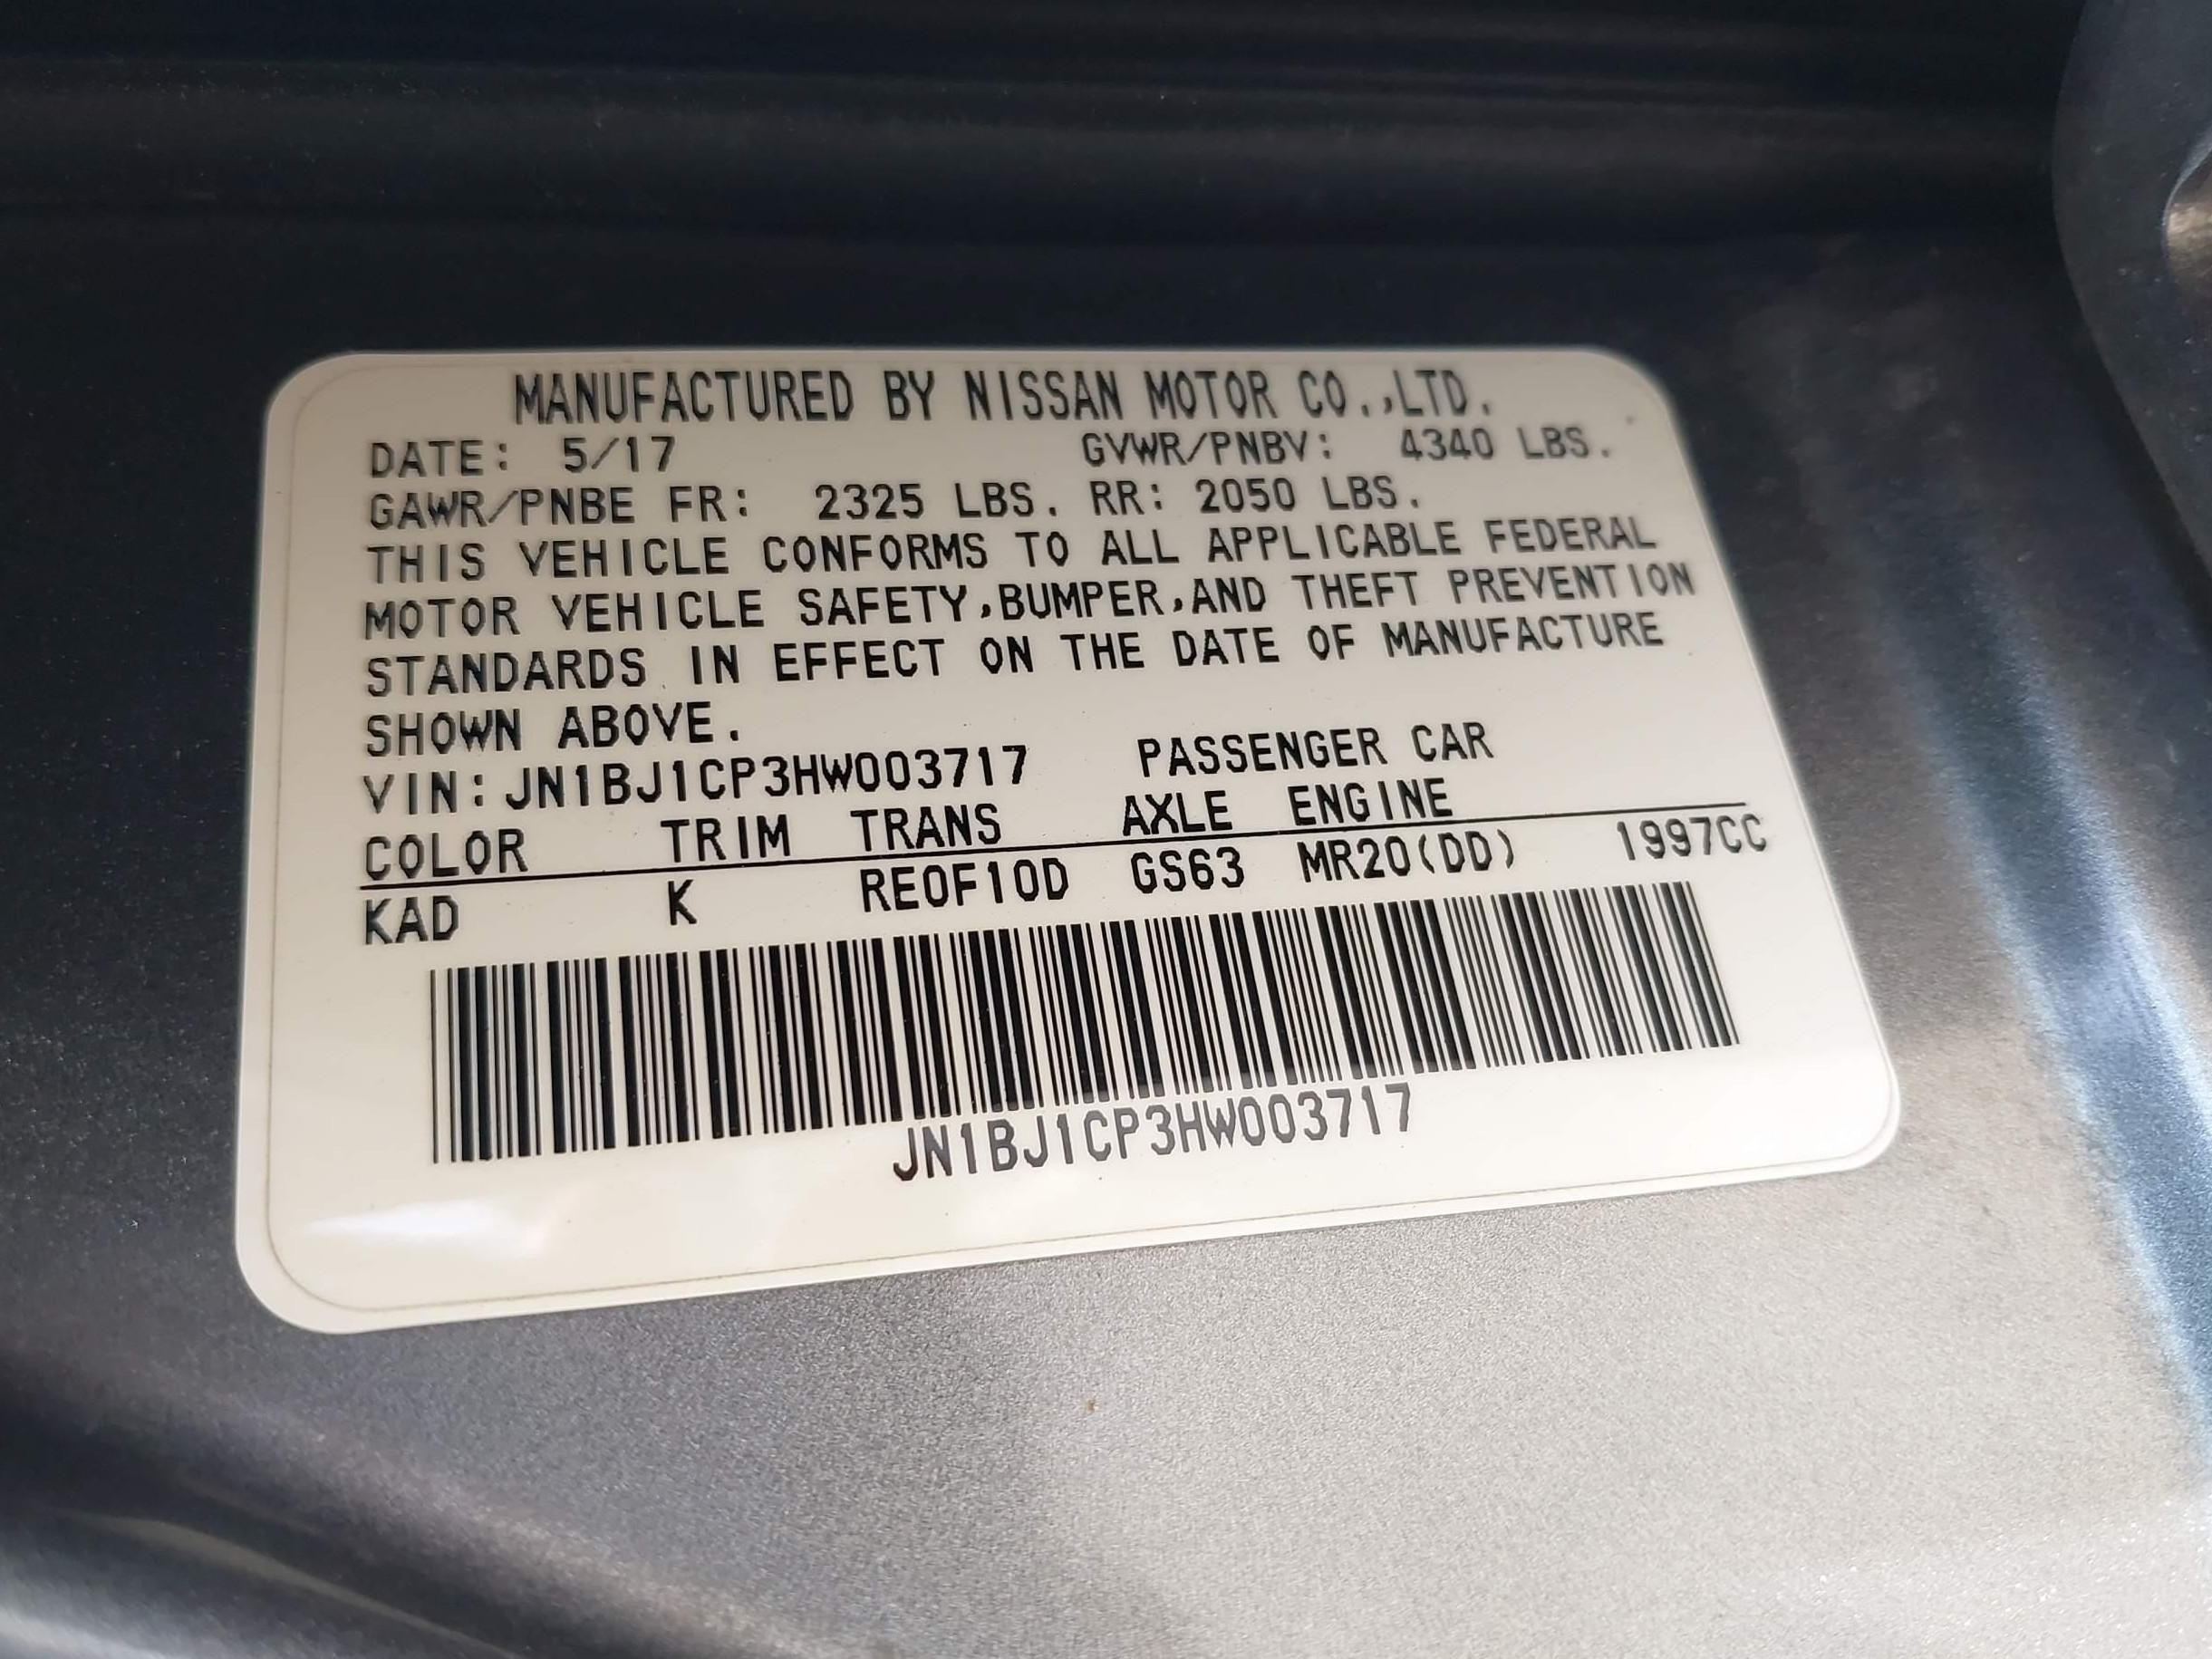 MANUFACTURED BY NISSAN MOTOR CO.,LTD.
DATE: 5/17 GVWR/PNBV: 4340 LBS.
GAWR/PNBE FR: 2325 LBS. RR: 2050 LBS.
THIS VEHICLE CONFORMS TO ALL APPLICABLE FEDERAL
MOTOR VEHICLE SAFETY,BUMPER,AND THEFT PREVENTION
STANDARDS IN EFFECT ON THE DATE OF MANUFACTURE
SHOWN ABOVE.
VIN:JN1BJ1CP3HW003717 PASSENGER CAR
COLOR TRIM TRANS AXLE ENGINE
KAD K RE0F10D GS63 MR20(DD) 1997CC
JN1BJ1CP3HW003717